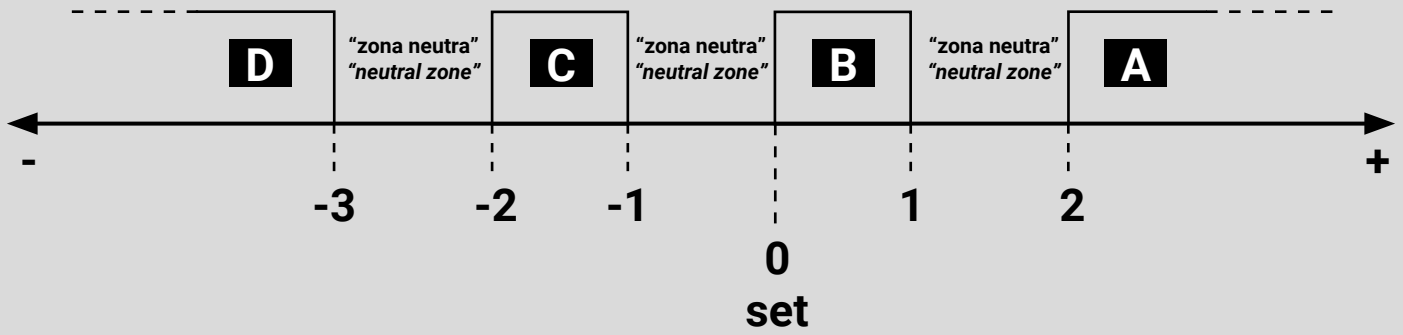 D
“zona neutra”
“neutral zone”
C
“zona neutra”
“neutral zone”
B
“zona neutra”
“neutral zone”
A
-
+
-3
-2
-1
1
2
0
set